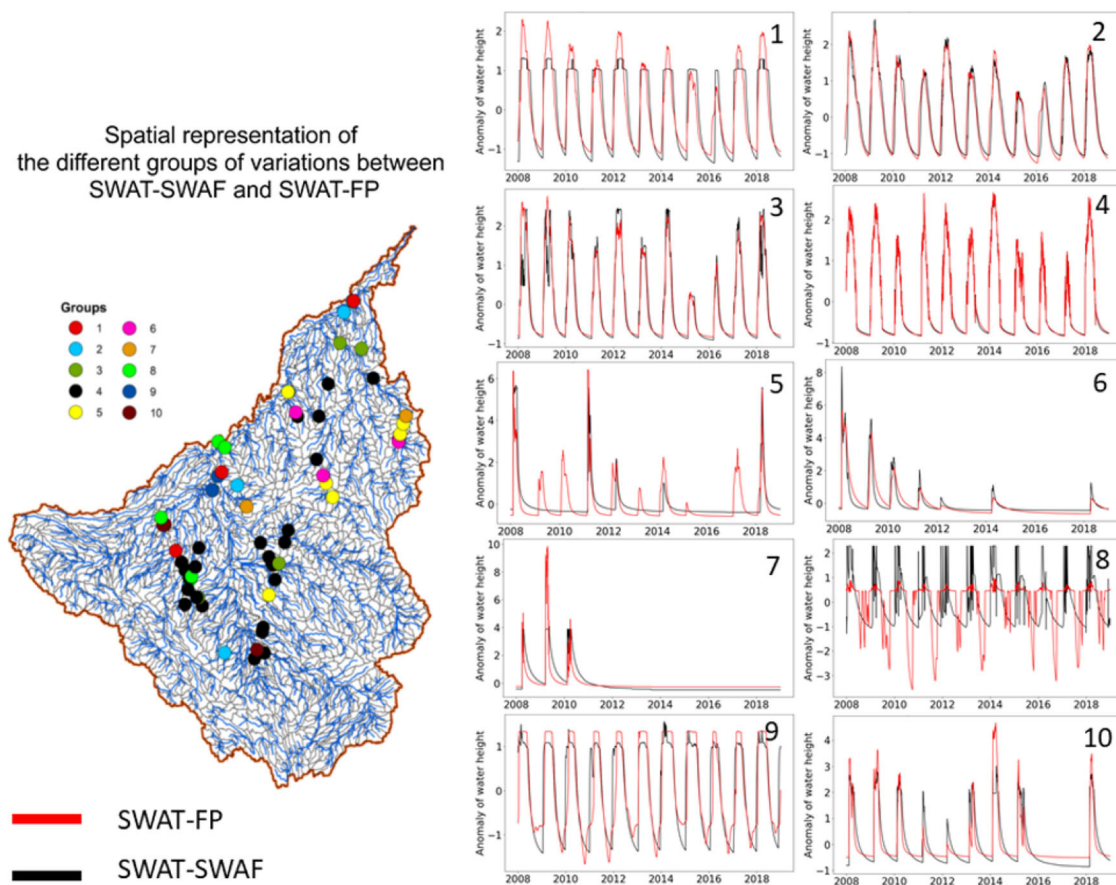 Spatial representation of
the different groups of variations between
SWAT-SWAF and SWAT-FP
Groups
1 6
2 7
3 8
4 9
5 10
SWAT-FP
SWAT-SWAF
1
Anomaly of water height
2
1
0
−1
2008 2010 2012 2014 2016 2018
2
Anomaly of water height
2
1
0
−1
2008 2010 2012 2014 2016 2018
3
Anomaly of water height
2
1
0
−1
2008 2010 2012 2014 2016 2018
4
Anomaly of water height
2
1
0
−1
2008 2010 2012 2014 2016 2018
5
Anomaly of water height
6
4
2
0
2008 2010 2012 2014 2016 2018
6
Anomaly of water height
8
6
4
2
0
2008 2010 2012 2014 2016 2018
7
Anomaly of water height
10
8
6
4
2
0
2008 2010 2012 2014 2016 2018
8
Anomaly of water height
2
1
0
−1
−2
−3
2008 2010 2012 2014 2016 2018
9
Anomaly of water height
1
0
−1
2008 2010 2012 2014 2016 2018
10
Anomaly of water height
4
3
2
1
0
−1
2008 2010 2012 2014 2016 2018